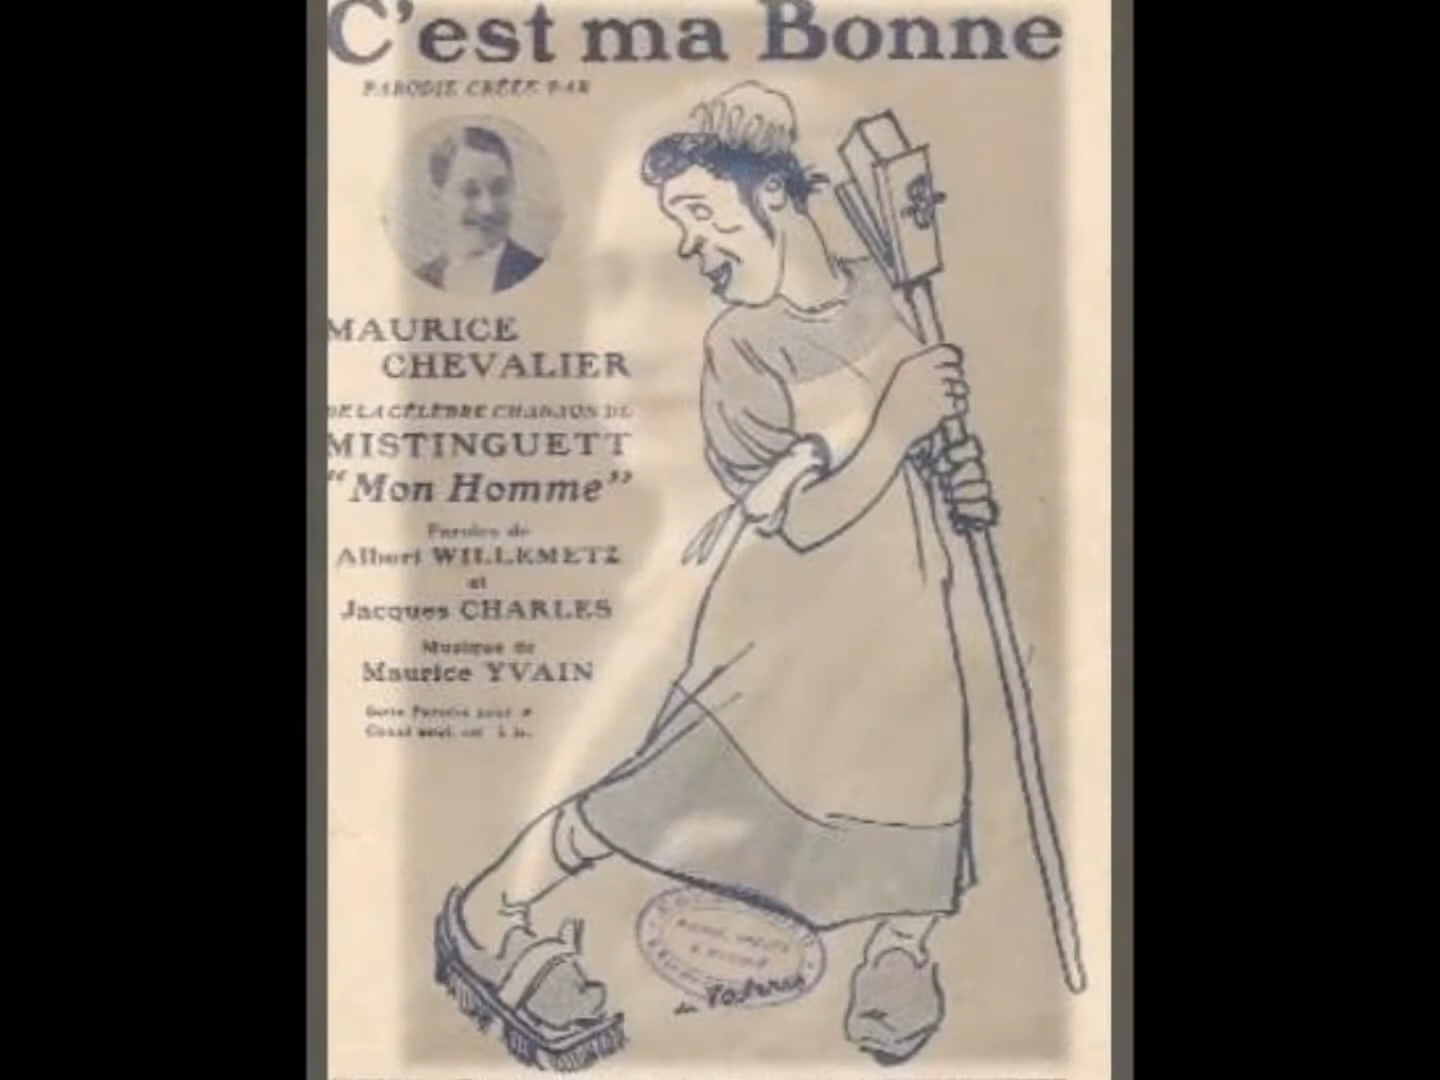 C'est ma Bonne
PARODIE CRÉÉE PAR
MAURICE
CHEVALIER
DE LA CÉLÈBRE CHANSON DE
MISTINGUETT
"Mon Homme"
Paroles de
Albert WILLEMETZ
et
Jacques CHARLES
Musique de
Maurice YVAIN